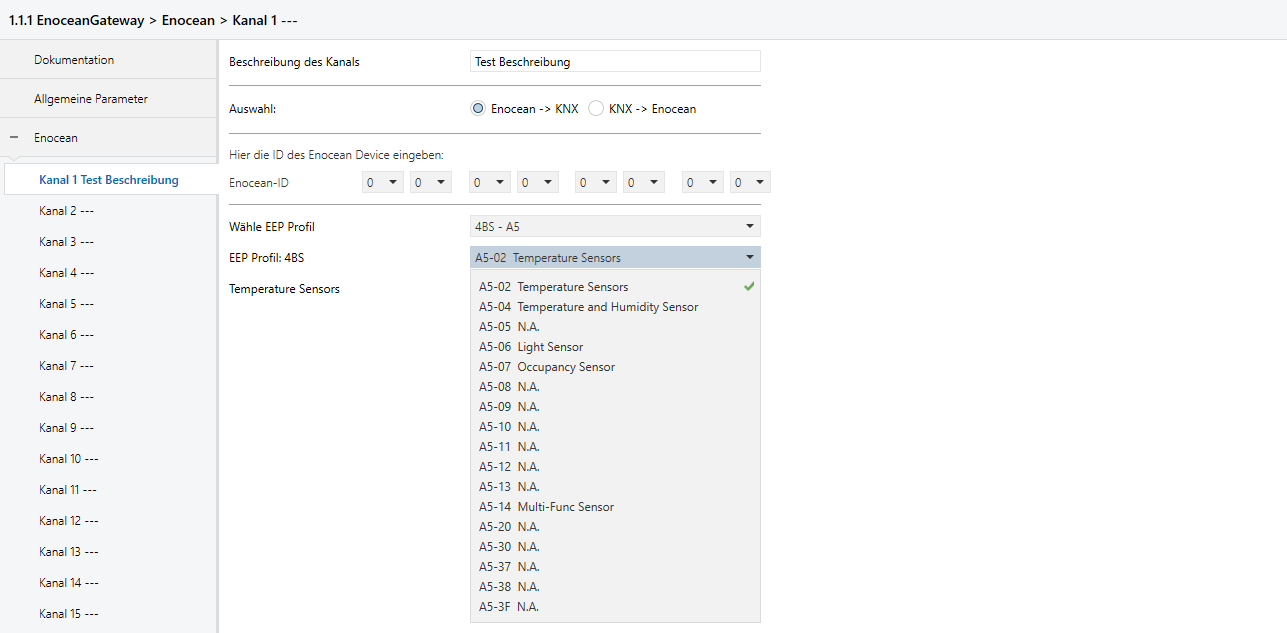 1.1.1 EnoceanGateway > Enocean > Kanal 1 ---
Dokumentation
Allgemeine Parameter
Enocean
Kanal 1 Test Beschreibung
Kanal 2 ---
Kanal 3 ---
Kanal 4 ---
Kanal 5 ---
Kanal 6 ---
Kanal 7 ---
Kanal 8 ---
Kanal 9 ---
Kanal 10 ---
Kanal 11 ---
Kanal 12 ---
Kanal 13 ---
Kanal 14 ---
Kanal 15 ---
Beschreibung des Kanals Test Beschreibung
Auswahl: Enocean -> KNX KNX -> Enocean
Hier die ID des Enocean Device eingeben:
Enocean-ID 0 0 0 0 0 0 0 0
Wähle EEP Profil 4BS - A5
EEP Profil: 4BS A5-02 Temperature Sensors
Temperature Sensors
A5-02 Temperature Sensors
A5-04 Temperature and Humidity Sensor
A5-05 N.A.
A5-06 Light Sensor
A5-07 Occupancy Sensor
A5-08 N.A.
A5-09 N.A.
A5-10 N.A.
A5-11 N.A.
A5-12 N.A.
A5-13 N.A.
A5-14 Multi-Func Sensor
A5-20 N.A.
A5-30 N.A.
A5-37 N.A.
A5-38 N.A.
A5-3F N.A.